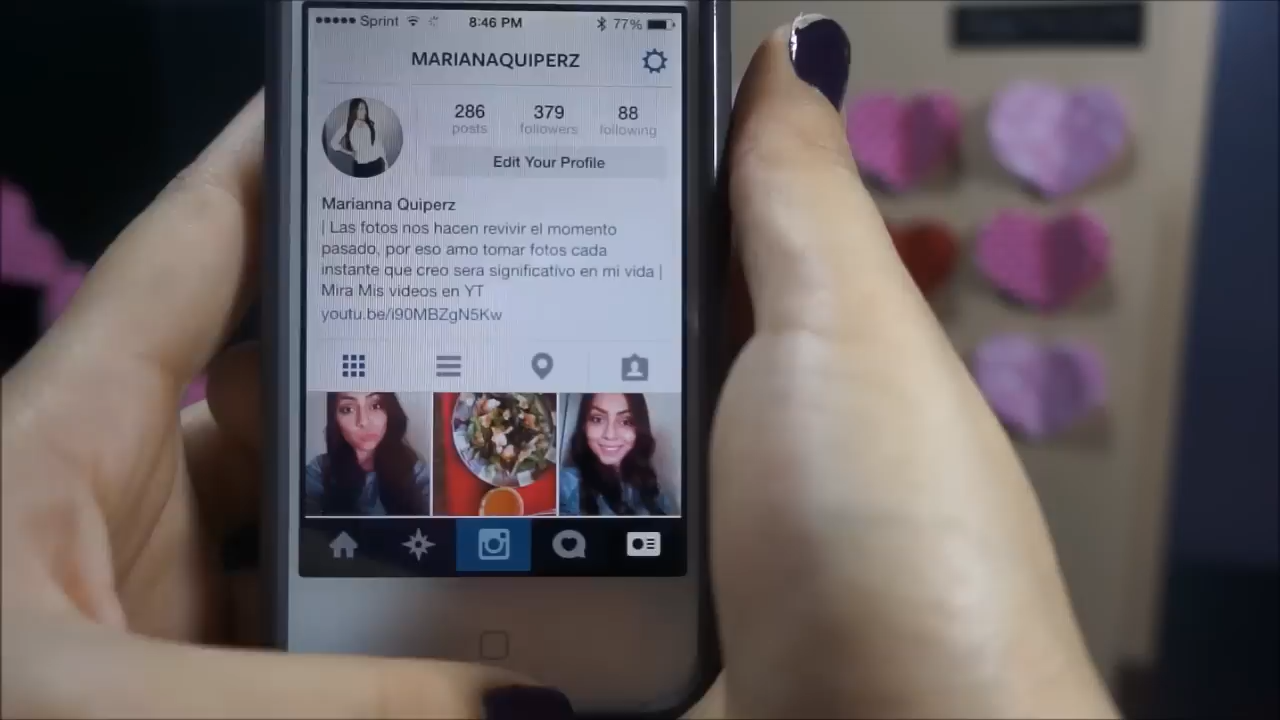 Sprint 8:46 PM 77%
MARIANAQUIPERZ
286 379 88
posts followers following
Edit Your Profile
Marianna Quiperz
| Las fotos nos hacen revivir el momento
pasado, por eso amo tomar fotos cada
instante que creo sera significativo en mi vida |
Mira Mis videos en YT
youtu.be/i90MBZgN5Kw